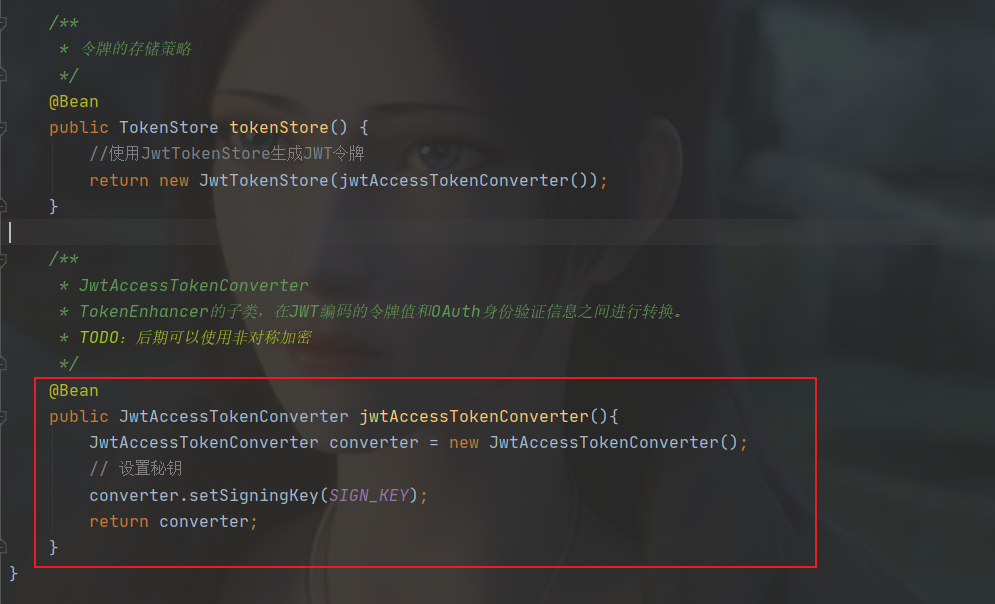 /**
 * 令牌的存储策略
 */
@Bean
public TokenStore tokenStore() {
    //使用JwtTokenStore生成JWT令牌
    return new JwtTokenStore(jwtAccessTokenConverter());
}
/**
 * JwtAccessTokenConverter
 * TokenEnhancer的子类，在JWT编码的令牌值和OAuth身份验证信息之间进行转换。
 * TODO：后期可以使用非对称加密
 */
@Bean
public JwtAccessTokenConverter jwtAccessTokenConverter(){
    JwtAccessTokenConverter converter = new JwtAccessTokenConverter();
    // 设置秘钥
    converter.setSigningKey(SIGN_KEY);
    return converter;
}
}